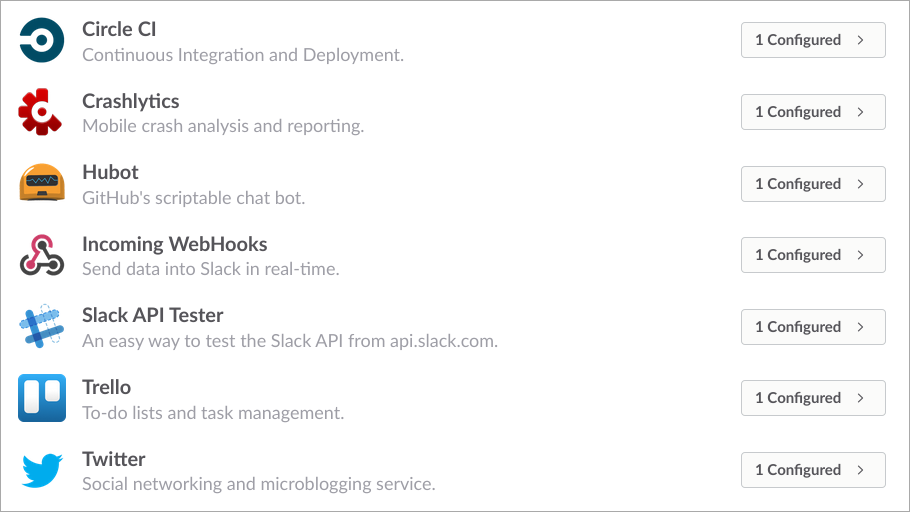 Circle CI
Continuous Integration and Deployment.
1 Configured
Crashlytics
Mobile crash analysis and reporting.
1 Configured
Hubot
GitHub's scriptable chat bot.
1 Configured
Incoming WebHooks
Send data into Slack in real-time.
1 Configured
Slack API Tester
An easy way to test the Slack API from api.slack.com.
1 Configured
Trello
To-do lists and task management.
1 Configured
Twitter
Social networking and microblogging service.
1 Configured